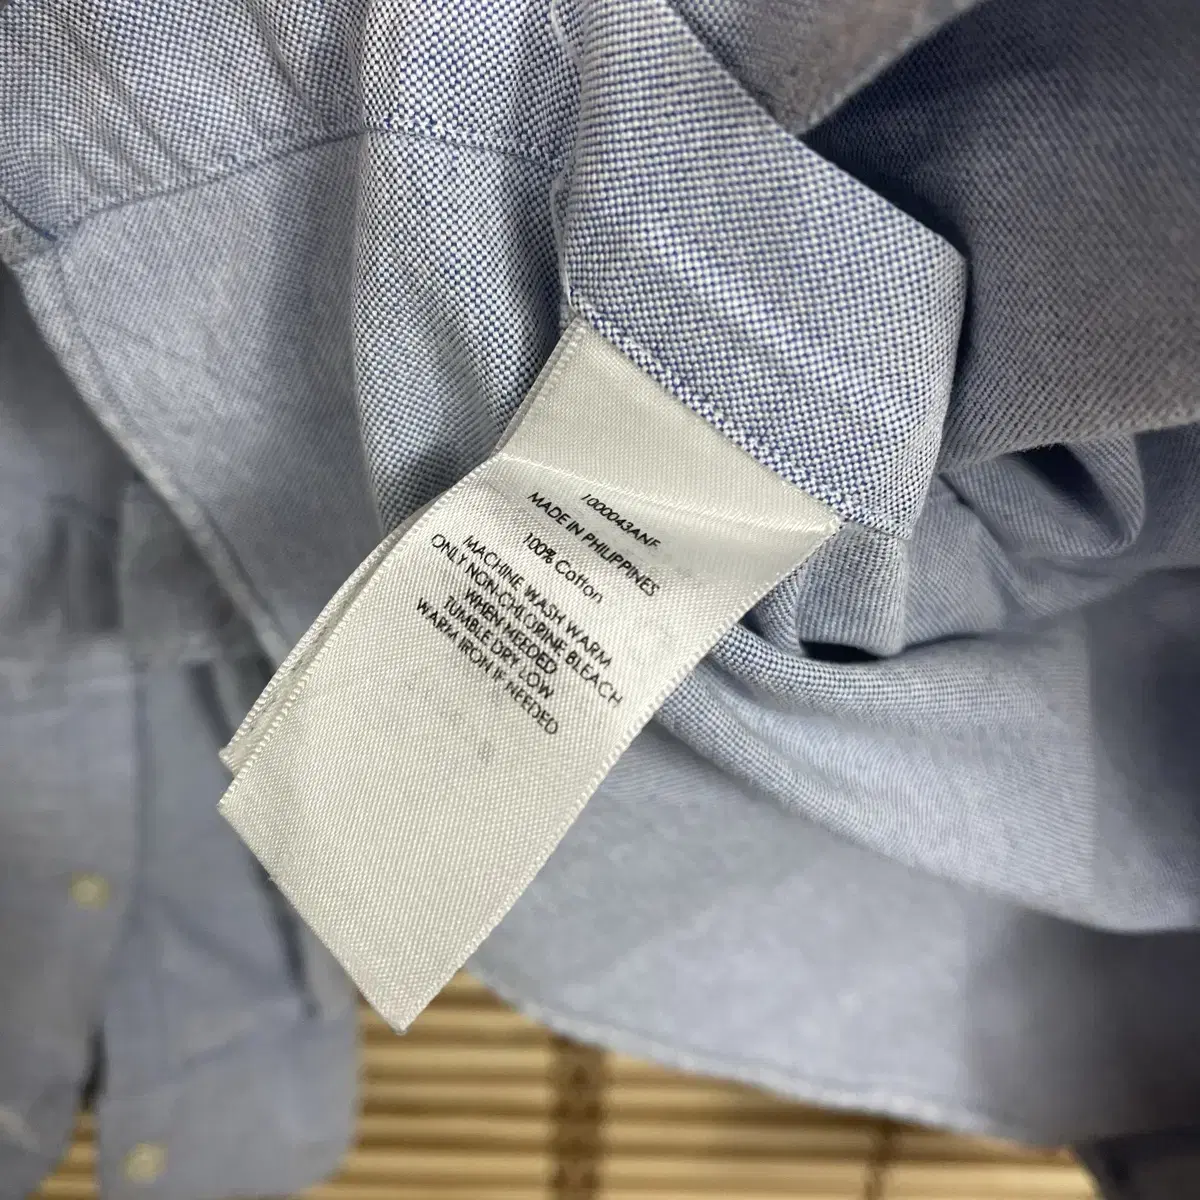 1000043ANF
MADE IN PHILIPPINES
100% Cotton
MACHINE WASH WARM
ONLY NON-CHLORINE BLEACH
WHEN NEEDED
TUMBLE DRY LOW
WARM IRON IF NEEDED